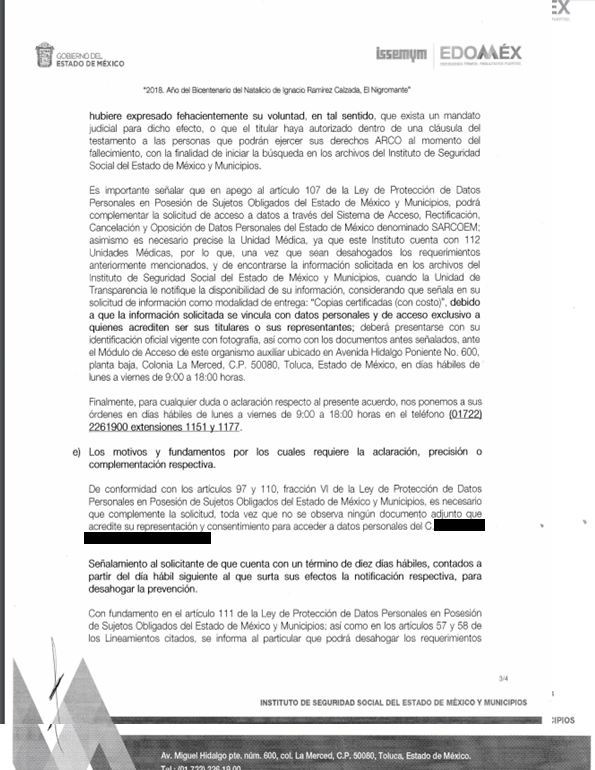 EX
GOBIERNO DEL
ESTADO DE MÉXICO
issemym
EDOMÉX
DECISIONES FIRMES, RESULTADOS FUERTES.
"2018. Año del Bicentenario del Natalicio de Ignacio Ramírez Calzada, El Nigromante"
hubiere expresado fehacientemente su voluntad, en tal sentido, que exista un mandato
judicial para dicho efecto, o que el titular haya autorizado dentro de una cláusula del
testamento a las personas que podrán ejercer sus derechos ARCO al momento del
fallecimiento, con la finalidad de iniciar la búsqueda en los archivos del Instituto de Seguridad
Social del Estado de México y Municipios.
Es importante señalar que en apego al artículo 107 de la Ley de Protección de Datos
Personales en Posesión de Sujetos Obligados del Estado de México y Municipios, podrá
complementar la solicitud de acceso a datos a través del Sistema de Acceso, Rectificación,
Cancelación y Oposición de Datos Personales del Estado de México denominado SARCOEM;
asimismo es necesario precise la Unidad Médica, ya que este Instituto cuenta con 112
Unidades Médicas, por lo que, una vez que sean desahogados los requerimientos
anteriormente mencionados, y de encontrarse la información solicitada en los archivos del
Instituto de Seguridad Social del Estado de México y Municipios, cuando la Unidad de
Transparencia le notifique la disponibilidad de su información, considerando que señala en su
solicitud de información como modalidad de entrega: "Copias certificadas (con costo)", debido
a que la información solicitada se vincula con datos personales y de acceso exclusivo a
quienes acrediten ser sus titulares o sus representantes; deberá presentarse con su
identificación oficial vigente con fotografía, así como con los documentos antes señalados, ante
el Módulo de Acceso de este organismo auxiliar ubicado en Avenida Hidalgo Poniente No. 600,
planta baja, Colonia La Merced, C.P. 50080, Toluca, Estado de México, en días hábiles de
lunes a viernes de 9:00 a 18:00 horas.
Finalmente, para cualquier duda o aclaración respecto al presente acuerdo, nos ponemos a sus
órdenes en días hábiles de lunes a viernes de 9:00 a 18:00 horas en el teléfono (01722)
2261900 extensiones 1151 y 1177.
e) Los motivos y fundamentos por los cuales requiere la aclaración, precisión o
complementación respectiva.
De conformidad con los artículos 97 y 110, fracción VI de la Ley de Protección de Datos
Personales en Posesión de Sujetos Obligados del Estado de México y Municipios, es necesario
que complemente la solicitud, toda vez que no se observa ningún documento adjunto que
acredite su representación y consentimiento para acceder a datos personales del C.
Señalamiento al solicitante de que cuenta con un término de diez días hábiles, contados a
partir del día hábil siguiente al que surta sus efectos la notificación respectiva, para
desahogar la prevención.
Con fundamento en el artículo 111 de la Ley de Protección de Datos Personales en Posesión
de Sujetos Obligados del Estado de México y Municipios; así como en los artículos 57 y 58 de
los Lineamientos citados, se informa al particular que podrá desahogar los requerimientos
3/4
INSTITUTO DE SEGURIDAD SOCIAL DEL ESTADO DE MÉXICO Y MUNICIPIOS
ICIPIOS
Av. Miguel Hidalgo pte. núm. 600, col. La Merced, C.P. 50080, Toluca, Estado de México.
Tel.: (01 722) 226 19 00